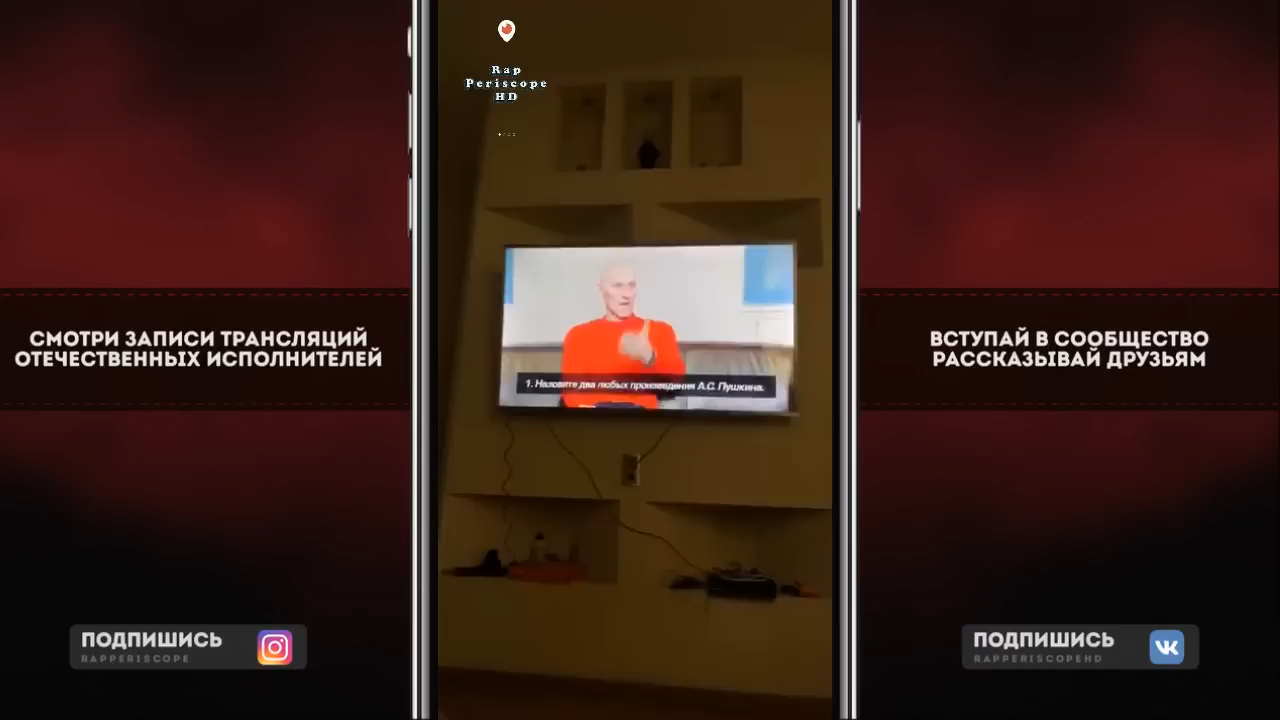 Rap
Periscope
HD
СМОТРИ ЗАПИСИ ТРАНСЛЯЦИЙ
ОТЕЧЕСТВЕННЫХ ИСПОЛНИТЕЛЕЙ
ВСТУПАЙ В СООБЩЕСТВО
РАССКАЗЫВАЙ ДРУЗЬЯМ
1. Назовите два любых произведения А.С. Пушкина.
ПОДПИШИСЬ
RAPPERISCOPE
ПОДПИШИСЬ
RAPPERISCOPEHD